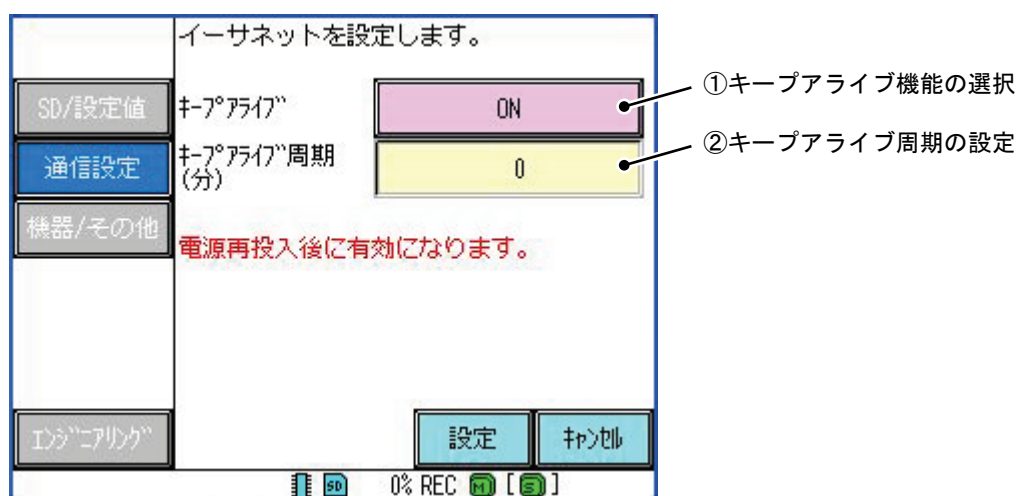 イーサネットを設定します。
SD/設定値
ｷｰﾌﾟｱﾗｲﾌﾞ
ON
①キープアライブ機能の選択
通信設定
ｷｰﾌﾟｱﾗｲﾌﾞ周期
(分)
0
②キープアライブ周期の設定
機器/その他
電源再投入後に有効になります。
ｴﾝｼﾞﾆｱﾘﾝｸﾞ
設定
ｷｬﾝｾﾙ
SD
0% REC M [S]